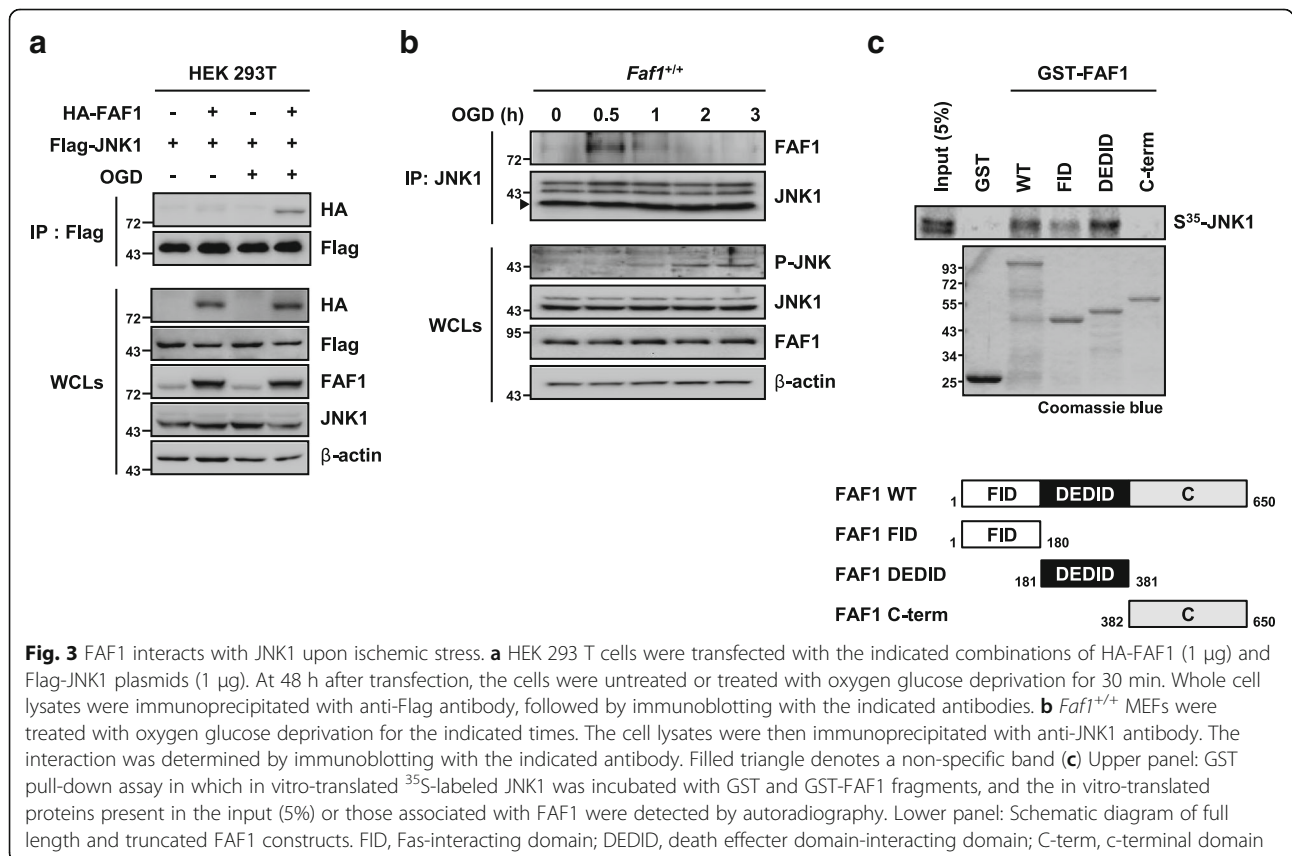 a
HEK 293T
HA-FAF1 - + - +
Flag-JNK1 + + + +
OGD - - + +
IP : Flag
72
HA
43
Flag
WCLs
72
HA
43
Flag
72
FAF1
43
JNK1
43
β-actin
b
Faf1+/+
OGD (h) 0 0.5 1 2 3
IP: JNK1
72
FAF1
43
JNK1
WCLs
43
P-JNK
43
JNK1
95
FAF1
43
β-actin
c
GST-FAF1
Input (5%)
GST
WT
FID
DEDID
C-term
S35-JNK1
93
72
55
43
34
25
Coomassie blue
FAF1 WT 1 FID DEDID C 650
FAF1 FID 1 FID 180
FAF1 DEDID 181 DEDID 381
FAF1 C-term 382 C 650
Fig. 3 FAF1 interacts with JNK1 upon ischemic stress. a HEK 293 T cells were transfected with the indicated combinations of HA-FAF1 (1 μg) and
Flag-JNK1 plasmids (1 μg). At 48 h after transfection, the cells were untreated or treated with oxygen glucose deprivation for 30 min. Whole cell
lysates were immunoprecipitated with anti-Flag antibody, followed by immunoblotting with the indicated antibodies. b Faf1+/+ MEFs were
treated with oxygen glucose deprivation for the indicated times. The cell lysates were then immunoprecipitated with anti-JNK1 antibody. The
interaction was determined by immunoblotting with the indicated antibody. Filled triangle denotes a non-specific band (c) Upper panel: GST
pull-down assay in which in vitro-translated 35S-labeled JNK1 was incubated with GST and GST-FAF1 fragments, and the in vitro-translated
proteins present in the input (5%) or those associated with FAF1 were detected by autoradiography. Lower panel: Schematic diagram of full
length and truncated FAF1 constructs. FID, Fas-interacting domain; DEDID, death effecter domain-interacting domain; C-term, c-terminal domain